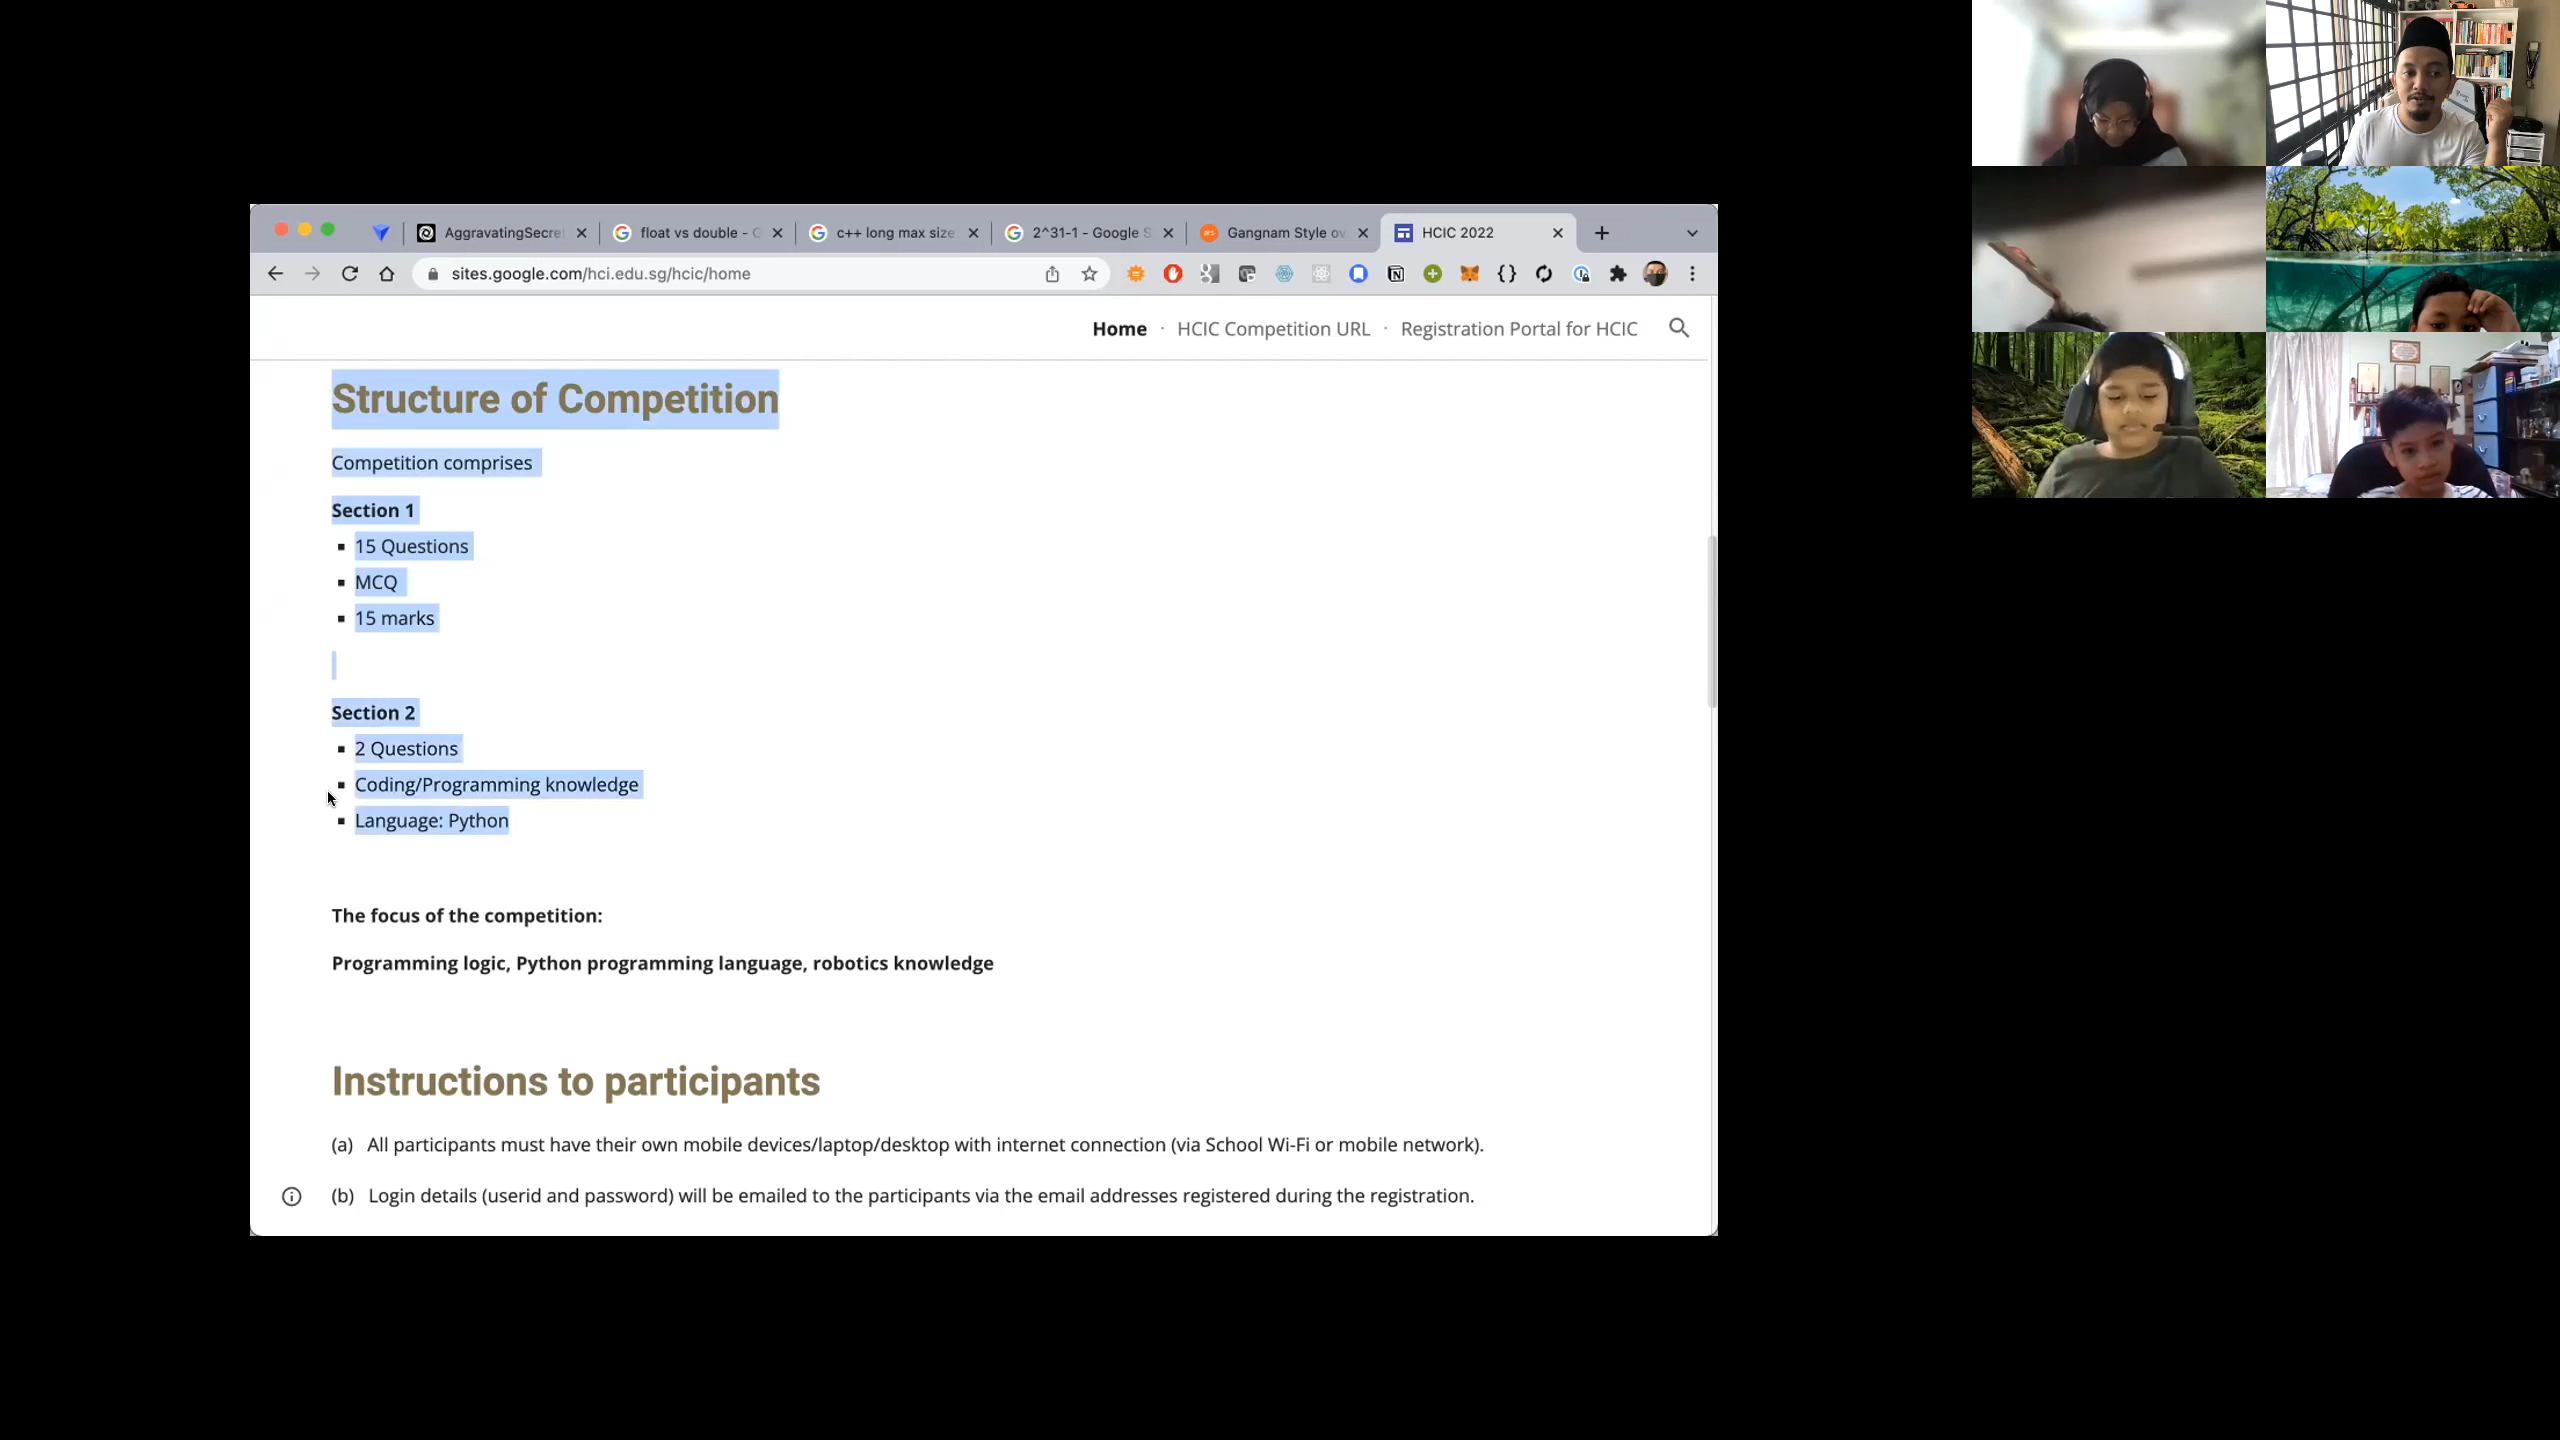 AggravatingSecre
float vs double -
c++ long max size
2^31-1 - Google S
Gangnam Style ov
HCIC 2022
sites.google.com/hci.edu.sg/hcic/home
Home · HCIC Competition URL · Registration Portal for HCIC
Structure of Competition
Competition comprises
Section 1
▪ 15 Questions
▪ MCQ
▪ 15 marks
Section 2
▪ 2 Questions
▪ Coding/Programming knowledge
▪ Language: Python
The focus of the competition:
Programming logic, Python programming language, robotics knowledge
Instructions to participants
(a) All participants must have their own mobile devices/laptop/desktop with internet connection (via School Wi-Fi or mobile network).
(b) Login details (userid and password) will be emailed to the participants via the email addresses registered during the registration.